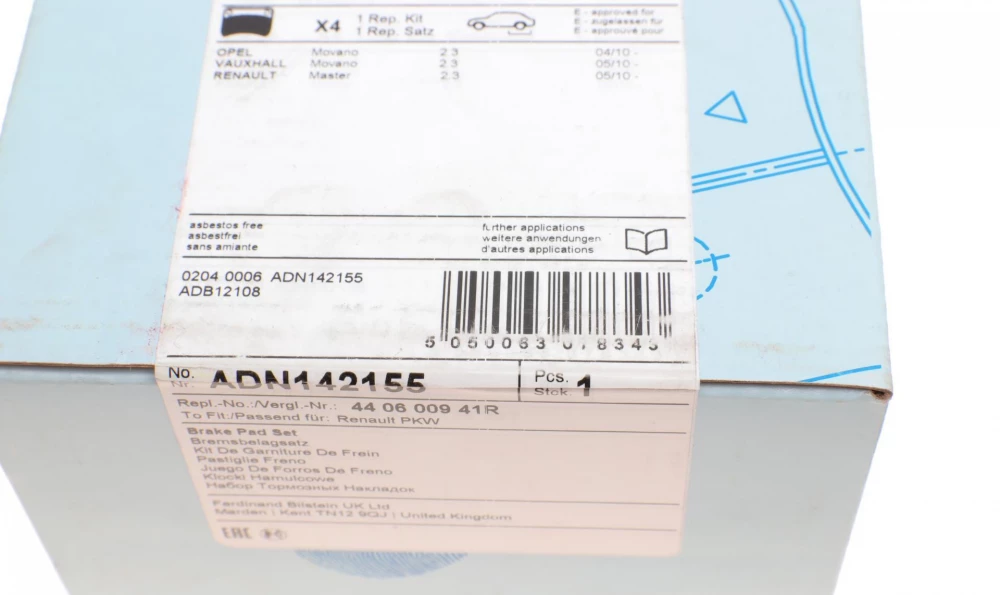 X4 1 Rep. Kit
1 Rep. Satz
E - approved for
E - zugelassen für
E - approuvé pour
OPEL Movano 2.3 04/10 -
VAUXHALL Movano 2.3 05/10 -
RENAULT Master 2.3 05/10 -
asbestos free
asbestfrei
sans amiante
further applications
weitere anwendungen
d'autres applications
0204 0006 ADN142155
ADB12108
5 050063
No. ADN142155
Nr.
Pcs. 1
Stck.
Repl.-No.:/Vergl.-Nr.: 44 06 009 41R
To Fit:/Passend für: Renault PKW
Brake Pad Set
Bremsbelagsatz
Kit De Garniture De Frein
Pastiglie Freno
Juego De Forros De Freno
Klocki Hamulcowe
Набор Тормозных Накладок
Ferdinand Bilstein UK Ltd
Marden | Kent TN12 9QJ | United Kingdom
EAC